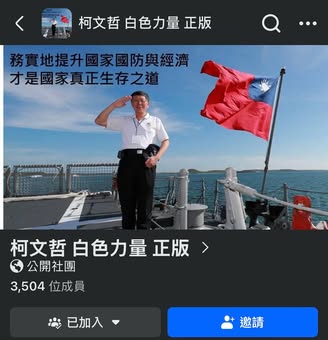 柯文哲 白色力量 正版
務實地提升國家國防與經濟
才是國家真正生存之道
柯文哲 白色力量 正版
公開社團
3,504 位成員
已加入
邀請